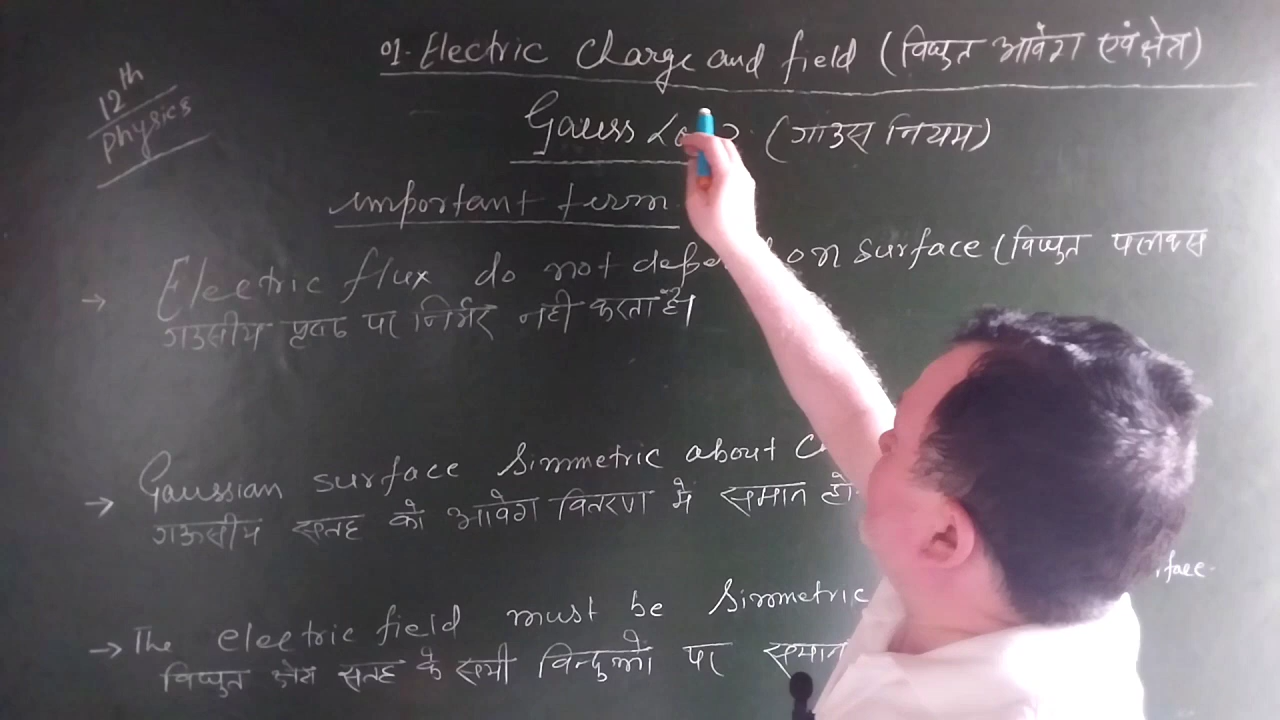 01. Electric Charge and field (विद्युत आवेग एवं क्षेत्र)
12th
physics
Gauss (गाउस नियम)
important term
→ Electric flux do not on surface (विद्युत फ्लक्स
गाउसीय पृष्ठ पर निर्भर नही करता है।
→ Gaussian surface Simmetric about
गाऊसीय सतह को आवेग वितरण मे समान
→ The electric field must be Simmetric
विद्युत क्षेत्र सतह के सभी विन्दुओ पर समान